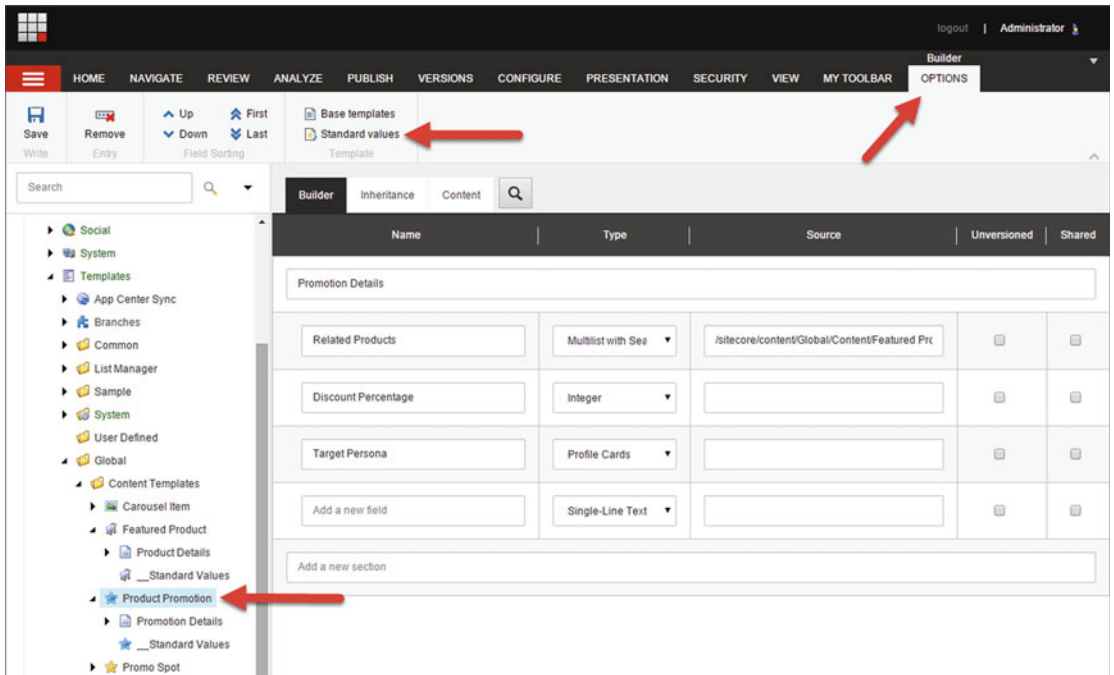 logout | Administrator
Builder
HOME NAVIGATE REVIEW ANALYZE PUBLISH VERSIONS CONFIGURE PRESENTATION SECURITY VIEW MY TOOLBAR OPTIONS
Save Remove Up Down First Last Base templates Standard values
Write Entry Field Sorting Template
Search
Builder Inheritance Content
Name | Type | Source | Unversioned | Shared
Social
System
Templates
App Center Sync
Branches
Common
List Manager
Sample
System
User Defined
Global
Content Templates
Carousel Item
Featured Product
Product Details
__Standard Values
Product Promotion
Promotion Details
__Standard Values
Promo Spot
Promotion Details
Related Products Multilist with Sea /sitecore/content/Global/Content/Featured Prc
Discount Percentage Integer
Target Persona Profile Cards
Add a new field Single-Line Text
Add a new section